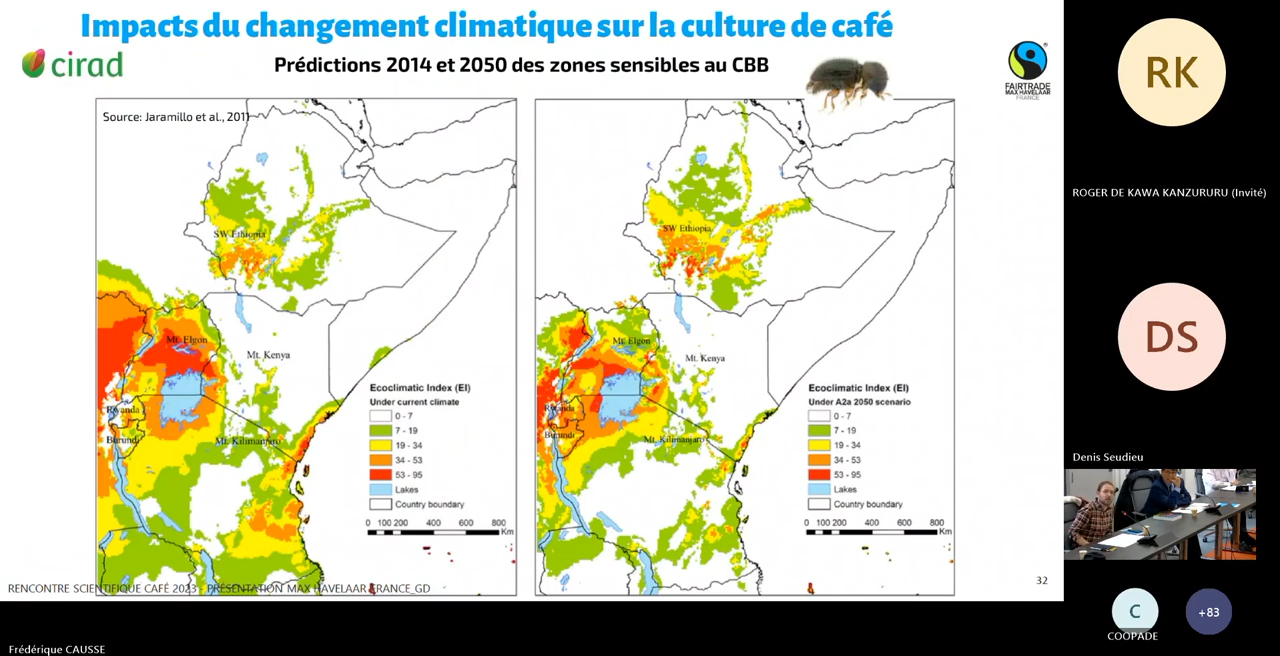 Impacts du changement climatique sur la culture de café
cirad
Prédictions 2014 et 2050 des zones sensibles au CBB
FAIRTRADE
MAX HAVELAAR
FRANCE
Source: Jaramillo et al., 2011
SW Ethiopia
Mt. Elgon
Mt. Kenya
Rwanda
Burundi
Mt. Kilimanjaro
Ecoclimatic Index (EI)
Under current climate
0 - 7
7 - 19
19 - 34
34 - 53
53 - 95
Lakes
Country boundary
0 100 200 400 600 800
Km
SW Ethiopia
Mt. Elgon
Mt. Kenya
Rwanda
Burundi
Mt. Kilimanjaro
Ecoclimatic Index (EI)
Under A2a 2050 scenario
0 - 7
7 - 19
19 - 34
34 - 53
53 - 95
Lakes
Country boundary
0 100 200 400 600 800
Km
RENCONTRE SCIENTIFIQUE CAFÉ 2023 - PRÉSENTATION MAX HAVELAAR FRANCE_GD
32
Frédérique CAUSSE
RK
ROGER DE KAWA KANZURURU (Invité)
DS
Denis Seudieu
C
COOPADE
+83